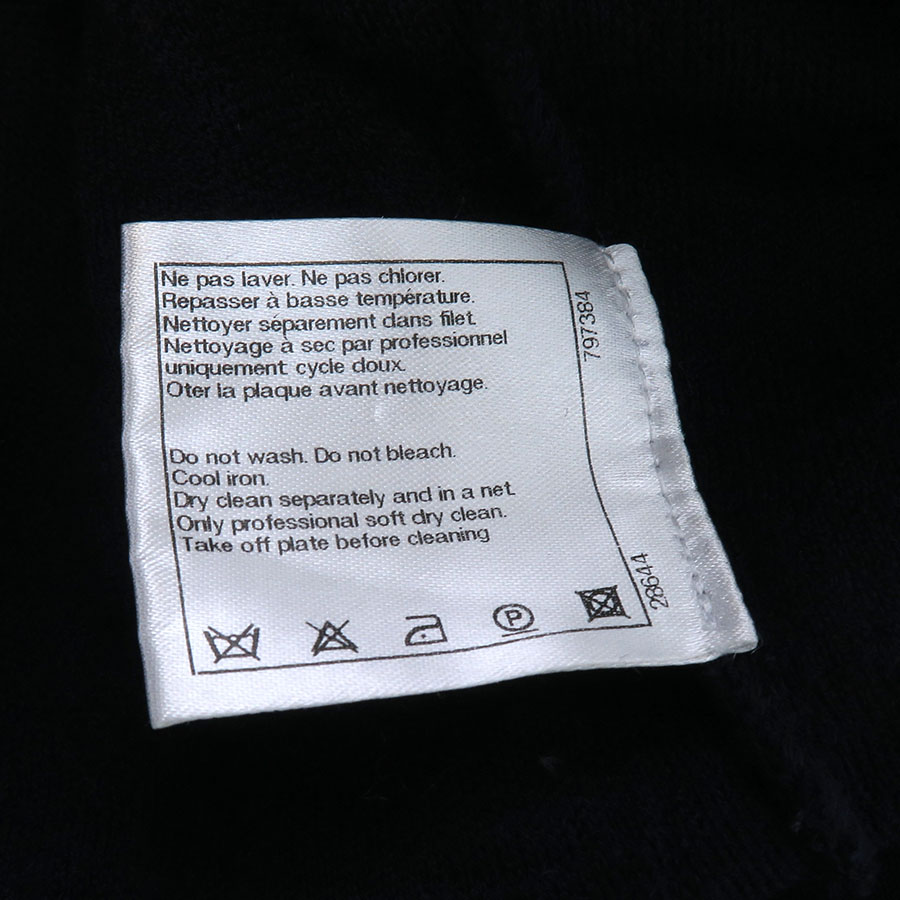 Ne pas laver. Ne pas chlorer.
Repasser à basse température.
Nettoyer séparement dans filet.
Nettoyage à sec par professionnel
uniquement cycle doux.
Oter la plaque avant nettoyage.
Do not wash. Do not bleach.
Cool iron.
Dry clean separately and in a net.
Only professional soft dry clean.
Take off plate before cleaning
P
797384
28644